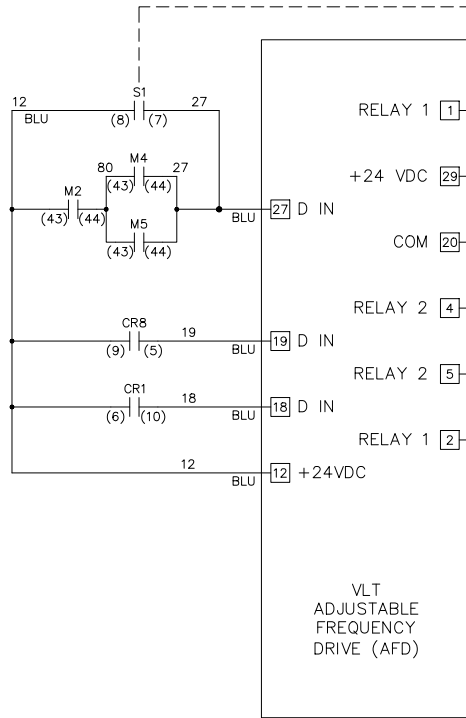 S1
12 27
BLU (8) (7)
RELAY 1 1
80 M4 27
(43) (44)
+24 VDC 29
M2
(43) (44)
27 D IN
BLU
M5
(43) (44)
COM 20
RELAY 2 4
CR8 19
(9) (5) BLU
19 D IN
RELAY 2 5
CR1 18
(6) (10) BLU
18 D IN
RELAY 1 2
12
BLU
12 +24VDC
VLT
ADJUSTABLE
FREQUENCY
DRIVE (AFD)